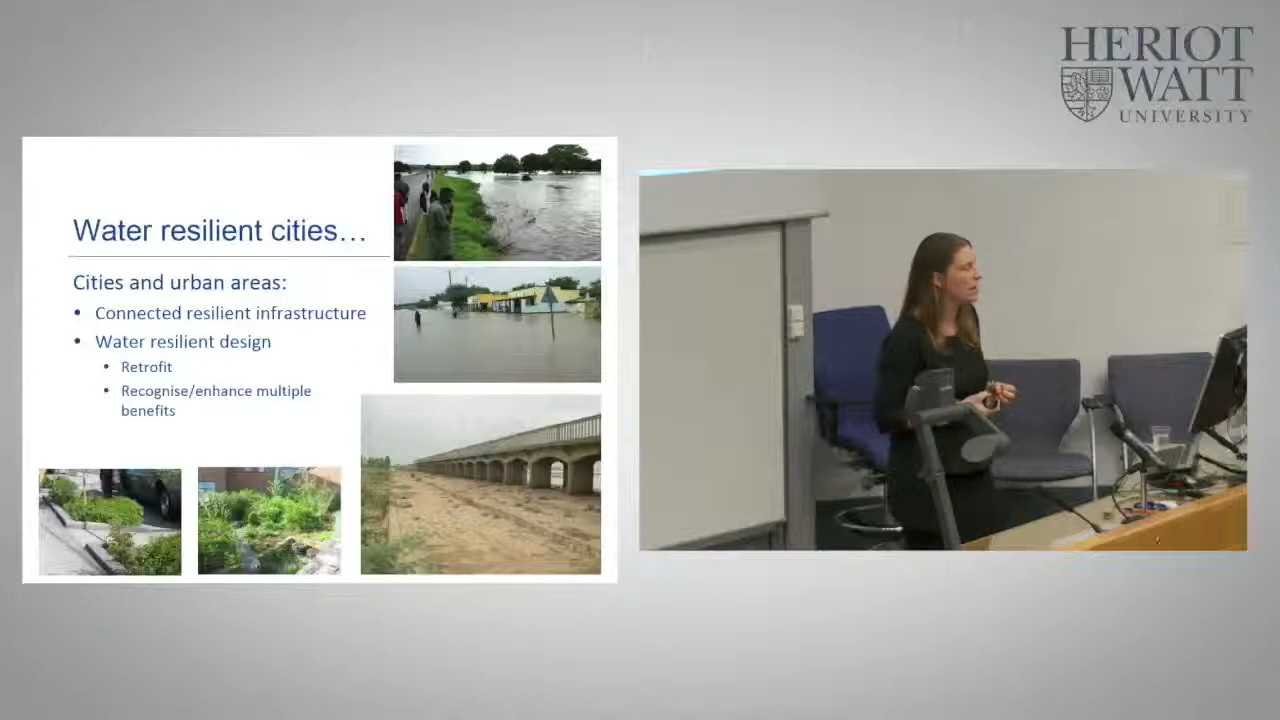 HERIOT
WATT
UNIVERSITY
Water resilient cities…
Cities and urban areas:
• Connected resilient infrastructure
• Water resilient design
• Retrofit
• Recognise/enhance multiple
benefits